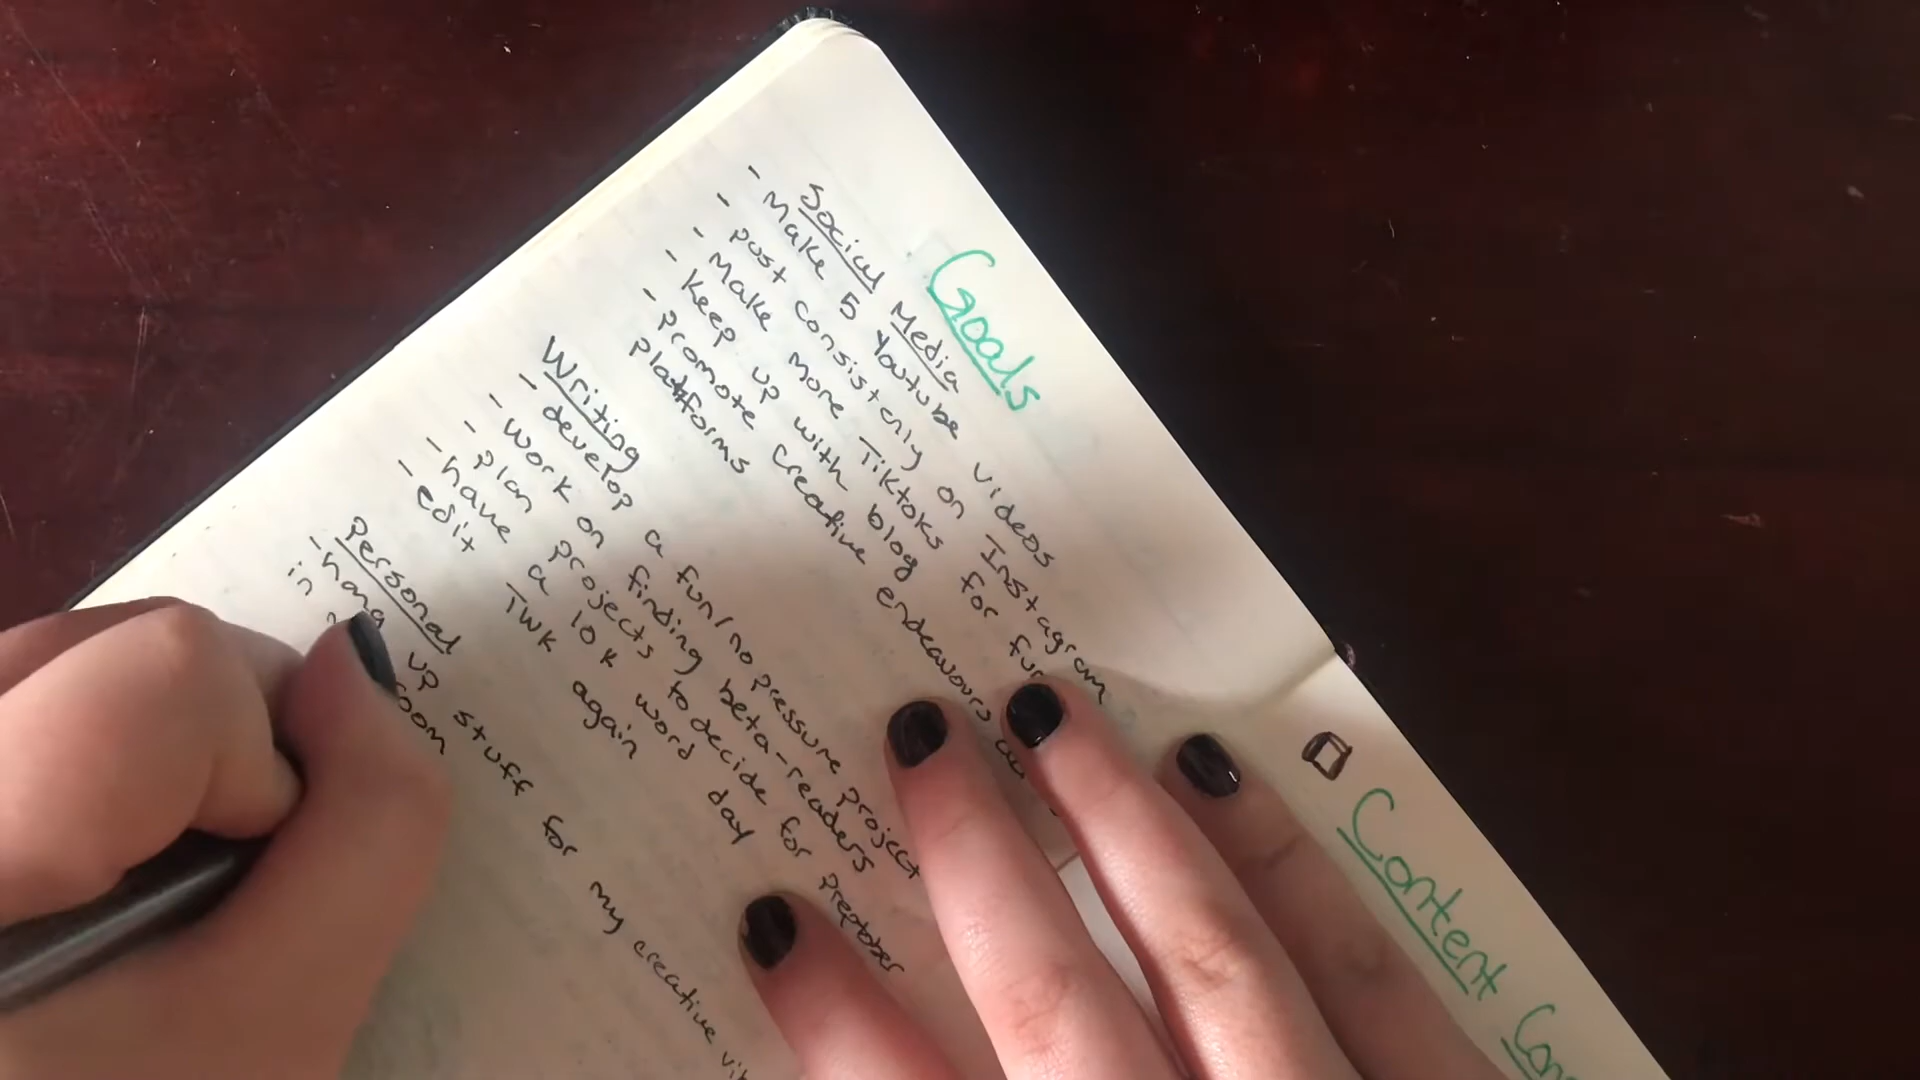 Goals
Social Media
- Make 5 Youtube videos
- post consistenly on Instagram
- Make more Tiktoks for fun
- keep up with blog
- promote creative endeavours
platforms
Writing
- develop a fun/no pressure project
- work on finding beta-readers
- plan projects to decide for preptober
- have a 10k word day
- edit TWK again
Personal
- hang up stuff for my creative
in room
Content